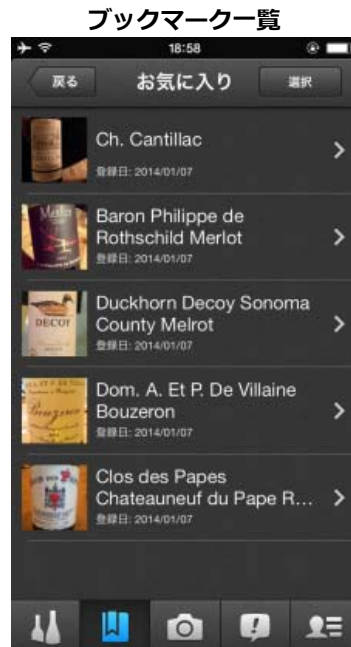 ブックマーク一覧
18:58
戻る
お気に入り
選択
Ch. Cantillac
登録日: 2014/01/07
Baron Philippe de
Rothschild Merlot
登録日: 2014/01/07
Duckhorn Decoy Sonoma
County Melrot
登録日: 2014/01/07
DECOY
Dom. A. Et P. De Villaine
Bouzeron
登録日: 2014/01/07
Bouzeron
Clos des Papes
Chateauneuf du Pape R...
登録日: 2014/01/07